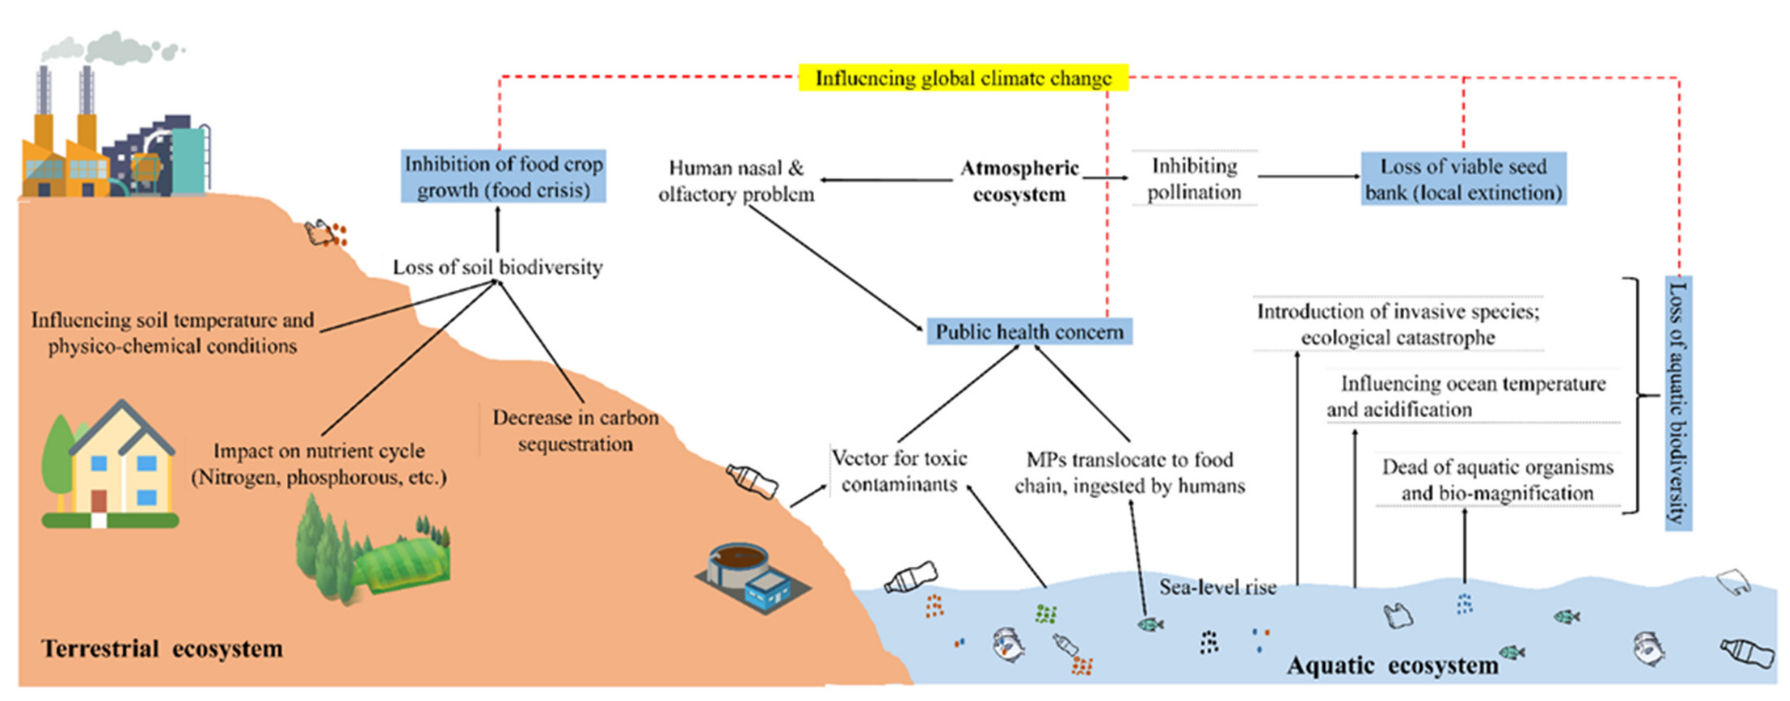 Influencing global climate change
Inhibition of food crop
growth (food crisis)
Human nasal &
olfactory problem
Atmospheric
ecosystem
Inhibiting
pollination
Loss of viable seed
bank (local extinction)
Loss of soil biodiversity
Influencing soil temperature and
physico-chemical conditions
Public health concern
Introduction of invasive species;
ecological catastrophe
Influencing ocean temperature
and acidification
Dead of aquatic organisms
and bio-magnification
Loss of aquatic biodiversity
Decrease in carbon
sequestration
Impact on nutrient cycle
(Nitrogen, phosphorous, etc.)
Vector for toxic
contaminants
MPs translocate to food
chain, ingested by humans
Sea-level rise
Terrestrial ecosystem
Aquatic ecosystem